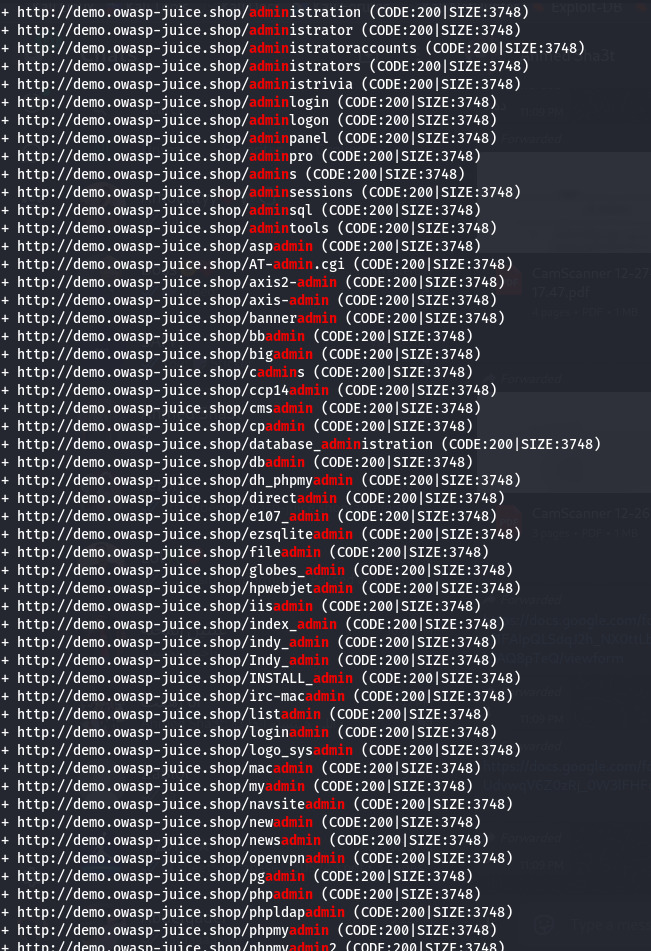 + http://demo.owasp-juice.shop/administration (CODE:200|SIZE:3748)
+ http://demo.owasp-juice.shop/administrator (CODE:200|SIZE:3748)
+ http://demo.owasp-juice.shop/administratoraccounts (CODE:200|SIZE:3748)
+ http://demo.owasp-juice.shop/administrators (CODE:200|SIZE:3748)
+ http://demo.owasp-juice.shop/administrivia (CODE:200|SIZE:3748)
+ http://demo.owasp-juice.shop/adminlogin (CODE:200|SIZE:3748)
+ http://demo.owasp-juice.shop/adminlogon (CODE:200|SIZE:3748)
+ http://demo.owasp-juice.shop/adminpanel (CODE:200|SIZE:3748)
+ http://demo.owasp-juice.shop/adminpro (CODE:200|SIZE:3748)
+ http://demo.owasp-juice.shop/admins (CODE:200|SIZE:3748)
+ http://demo.owasp-juice.shop/adminsessions (CODE:200|SIZE:3748)
+ http://demo.owasp-juice.shop/adminsql (CODE:200|SIZE:3748)
+ http://demo.owasp-juice.shop/admintools (CODE:200|SIZE:3748)
+ http://demo.owasp-juice.shop/aspadmin (CODE:200|SIZE:3748)
+ http://demo.owasp-juice.shop/AT-admin.cgi (CODE:200|SIZE:3748)
+ http://demo.owasp-juice.shop/axis2-admin (CODE:200|SIZE:3748)
+ http://demo.owasp-juice.shop/axis-admin (CODE:200|SIZE:3748)
+ http://demo.owasp-juice.shop/banneradmin (CODE:200|SIZE:3748)
+ http://demo.owasp-juice.shop/bbadmin (CODE:200|SIZE:3748)
+ http://demo.owasp-juice.shop/bigadmin (CODE:200|SIZE:3748)
+ http://demo.owasp-juice.shop/cadmins (CODE:200|SIZE:3748)
+ http://demo.owasp-juice.shop/ccp14admin (CODE:200|SIZE:3748)
+ http://demo.owasp-juice.shop/cmsadmin (CODE:200|SIZE:3748)
+ http://demo.owasp-juice.shop/cpadmin (CODE:200|SIZE:3748)
+ http://demo.owasp-juice.shop/database_administration (CODE:200|SIZE:3748)
+ http://demo.owasp-juice.shop/dbadmin (CODE:200|SIZE:3748)
+ http://demo.owasp-juice.shop/dh_phpmyadmin (CODE:200|SIZE:3748)
+ http://demo.owasp-juice.shop/directadmin (CODE:200|SIZE:3748)
+ http://demo.owasp-juice.shop/e107_admin (CODE:200|SIZE:3748)
+ http://demo.owasp-juice.shop/ezsqliteadmin (CODE:200|SIZE:3748)
+ http://demo.owasp-juice.shop/fileadmin (CODE:200|SIZE:3748)
+ http://demo.owasp-juice.shop/globes_admin (CODE:200|SIZE:3748)
+ http://demo.owasp-juice.shop/hpwebjetadmin (CODE:200|SIZE:3748)
+ http://demo.owasp-juice.shop/iisadmin (CODE:200|SIZE:3748)
+ http://demo.owasp-juice.shop/index_admin (CODE:200|SIZE:3748)
+ http://demo.owasp-juice.shop/indy_admin (CODE:200|SIZE:3748)
+ http://demo.owasp-juice.shop/Indy_admin (CODE:200|SIZE:3748)
+ http://demo.owasp-juice.shop/INSTALL_admin (CODE:200|SIZE:3748)
+ http://demo.owasp-juice.shop/irc-macadmin (CODE:200|SIZE:3748)
+ http://demo.owasp-juice.shop/listadmin (CODE:200|SIZE:3748)
+ http://demo.owasp-juice.shop/loginadmin (CODE:200|SIZE:3748)
+ http://demo.owasp-juice.shop/logo_sysadmin (CODE:200|SIZE:3748)
+ http://demo.owasp-juice.shop/macadmin (CODE:200|SIZE:3748)
+ http://demo.owasp-juice.shop/myadmin (CODE:200|SIZE:3748)
+ http://demo.owasp-juice.shop/navsiteadmin (CODE:200|SIZE:3748)
+ http://demo.owasp-juice.shop/newadmin (CODE:200|SIZE:3748)
+ http://demo.owasp-juice.shop/newsadmin (CODE:200|SIZE:3748)
+ http://demo.owasp-juice.shop/openvpnadmin (CODE:200|SIZE:3748)
+ http://demo.owasp-juice.shop/pgadmin (CODE:200|SIZE:3748)
+ http://demo.owasp-juice.shop/phpadmin (CODE:200|SIZE:3748)
+ http://demo.owasp-juice.shop/phpldapadmin (CODE:200|SIZE:3748)
+ http://demo.owasp-juice.shop/phpmyadmin (CODE:200|SIZE:3748)
+ http://demo.owasp-juice.shop/phpmyadmin2 (CODE:200|SIZE:3748)